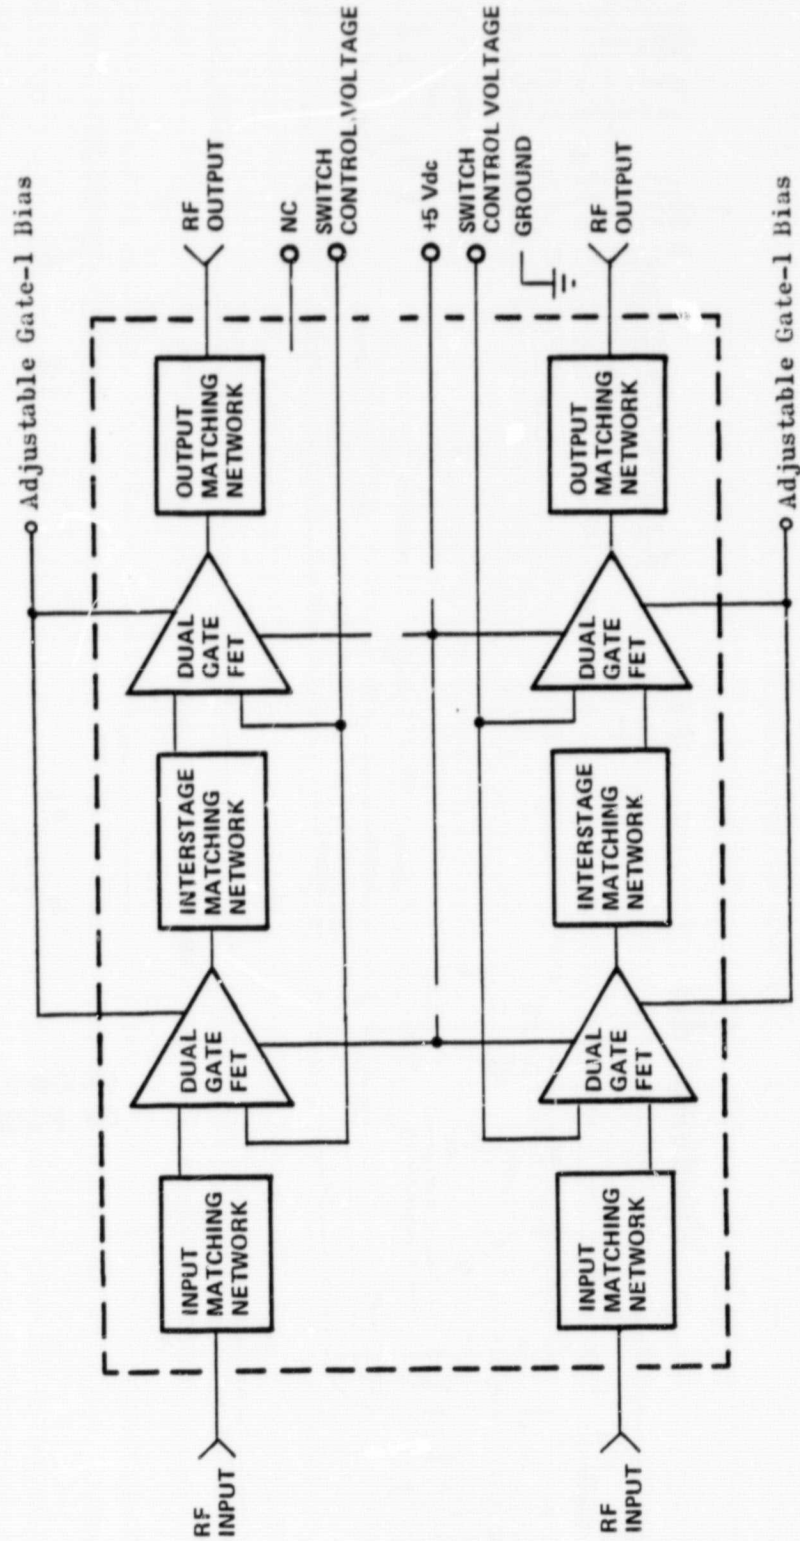 Adjustable Gate-1 Bias
RF
INPUT
INPUT
MATCHING
NETWORK
DUAL
GATE
FET
INTERSTAGE
MATCHING
NETWORK
DUAL
GATE
FET
OUTPUT
MATCHING
NETWORK
RF
OUTPUT
NC
SWITCH
CONTROL VOLTAGE
+5 Vdc
SWITCH
CONTROL VOLTAGE
GROUND
RF
INPUT
INPUT
MATCHING
NETWORK
DUAL
GATE
FET
INTERSTAGE
MATCHING
NETWORK
DUAL
GATE
FET
OUTPUT
MATCHING
NETWORK
RF
OUTPUT
Adjustable Gate-1 Bias